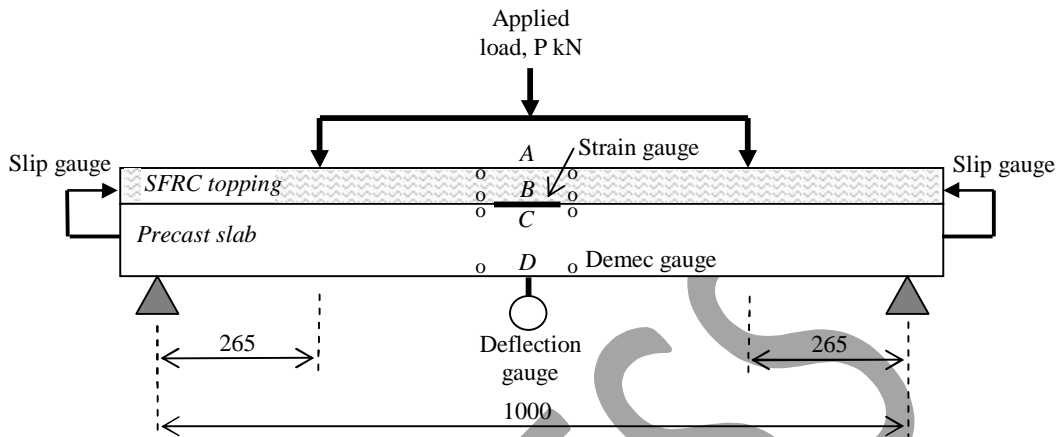 Applied
load, P kN
Slip gauge
A
Strain gauge
Slip gauge
SFRC topping
o
B
o
o
o
o
C
o
Precast slab
o
D
o
Demec gauge
265
Deflection
gauge
265
1000